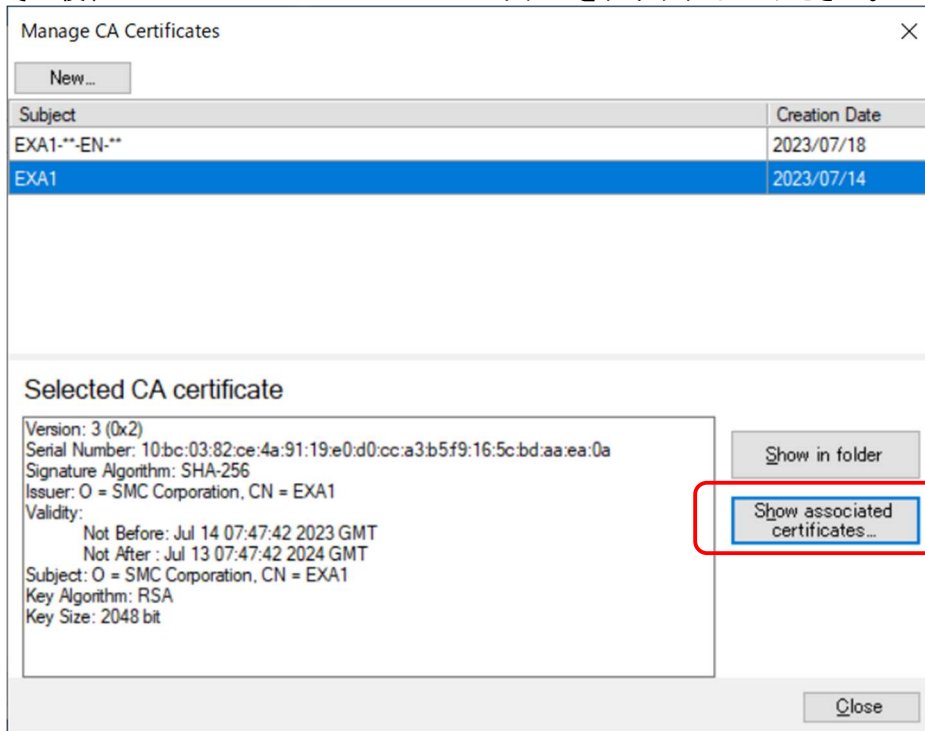 Manage CA Certificates
New...
Subject Creation Date
EXA1-**-EN-** 2023/07/18
EXA1 2023/07/14
Selected CA certificate
Version: 3 (0x2)
Serial Number: 10:bc:03:82:ce:4a:91:19:e0:d0:cc:a3:b5:f9:16:5c:bd:aa:ea:0a
Signature Algorithm: SHA-256
Issuer: O = SMC Corporation, CN = EXA1
Validity:
Not Before: Jul 14 07:47:42 2023 GMT
Not After : Jul 13 07:47:42 2024 GMT
Subject: O = SMC Corporation, CN = EXA1
Key Algorithm: RSA
Key Size: 2048 bit
Show in folder
Show associated
certificates...
Close